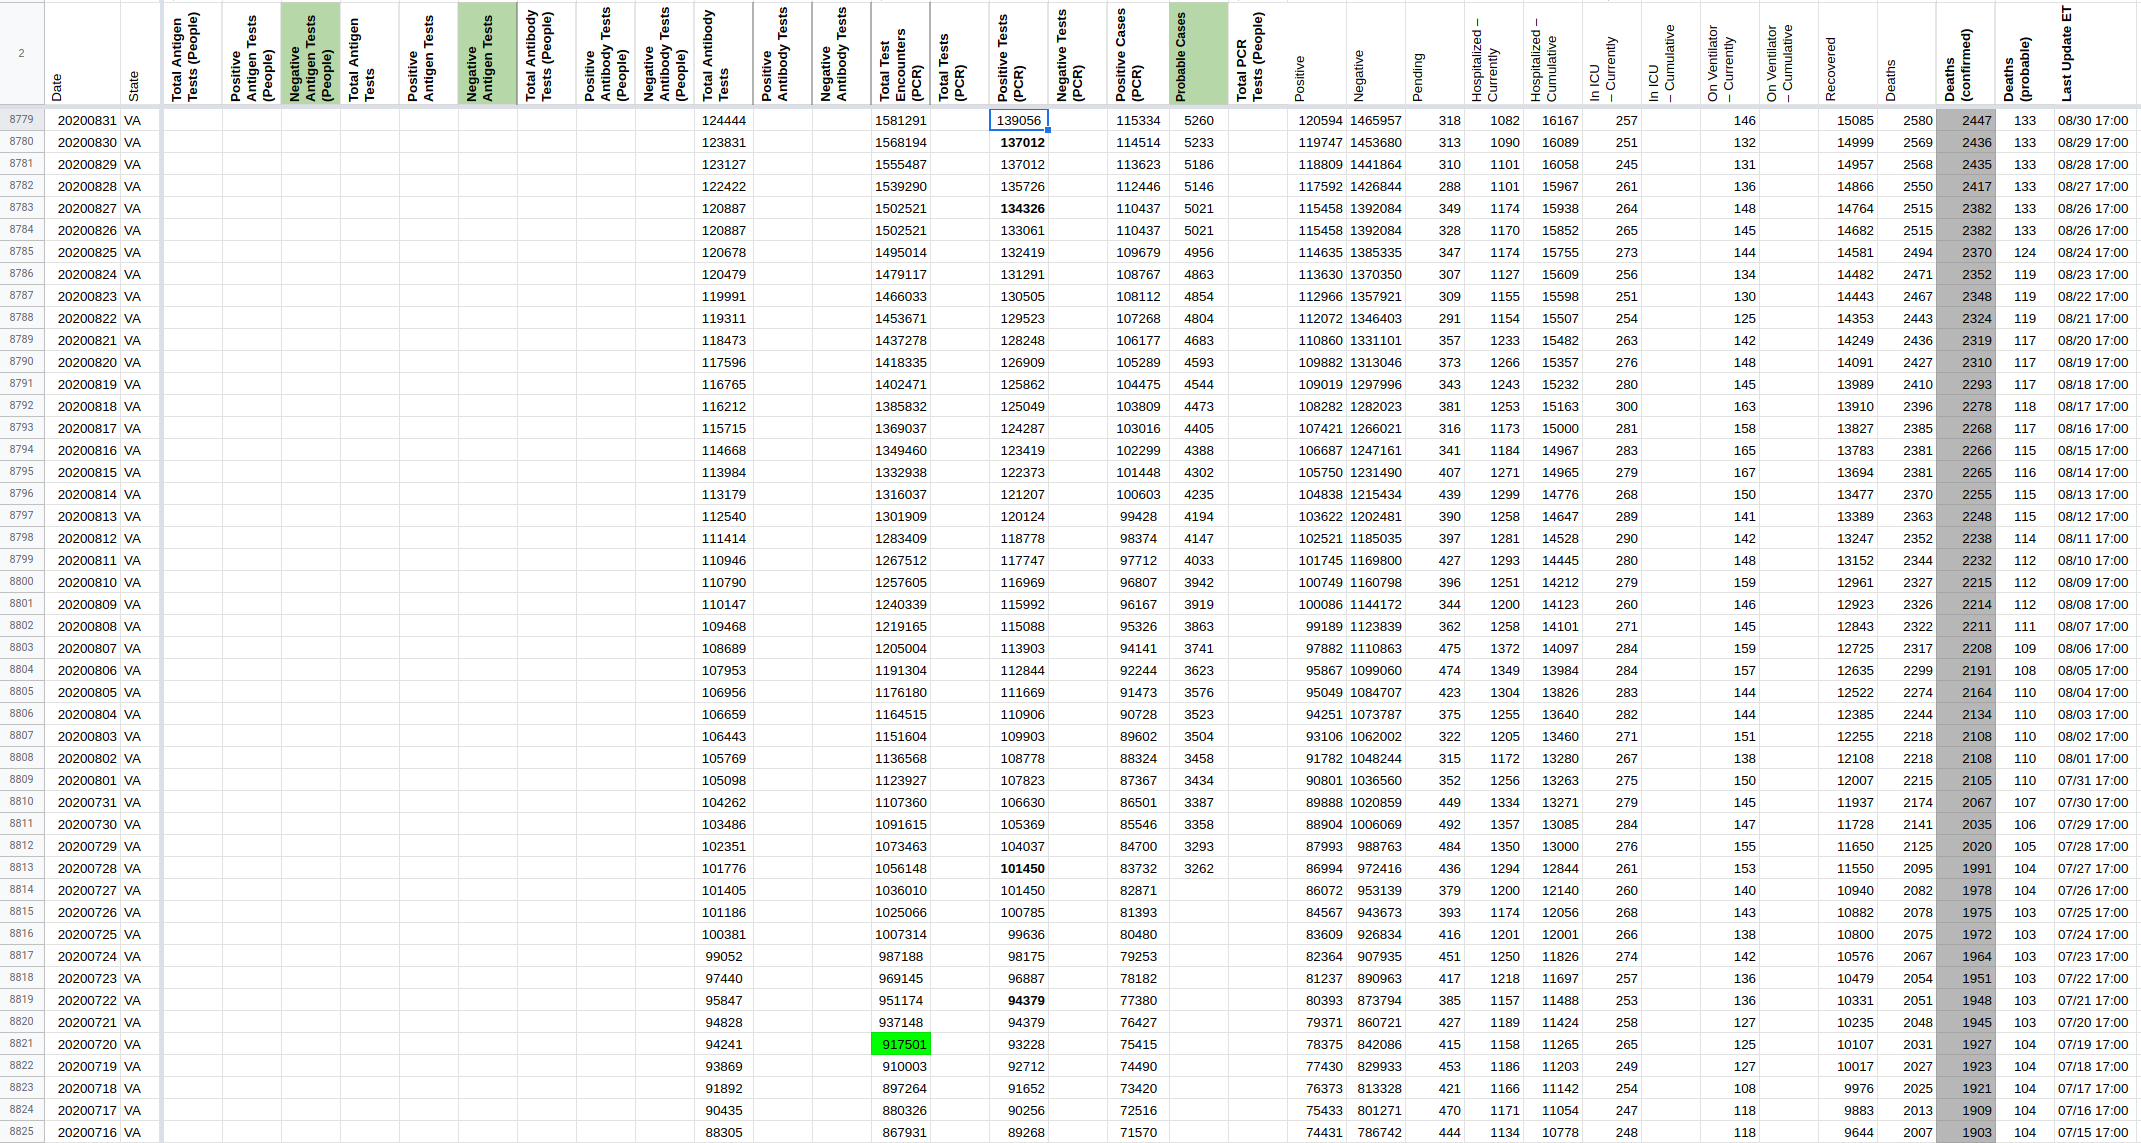 2 Date State Total Antigen Tests (People) Positive Antigen Tests (People) Negative Antigen Tests (People) Total Antigen Tests Positive Antigen Tests Negative Antigen Tests Total Antibody Tests (People) Positive Antibody Tests (People) Negative Antibody Tests (People) Total Antibody Tests Positive Antibody Tests Negative Antibody Tests Total Test Encounters (PCR) Total Tests (PCR) Positive Tests (PCR) Negative Tests (PCR) Positive Cases (PCR) Probable Cases Total PCR Tests (People) Positive Negative Pending Hospitalized – Currently Hospitalized – Cumulative In ICU – Currently In ICU – Cumulative On Ventilator – Currently On Ventilator – Cumulative Recovered Deaths Deaths (confirmed) Deaths (probable) Last Update ET
8779 20200831 VA 124444 1581291 139056 115334 5260 120594 1465957 318 1082 16167 257 146 15085 2580 2447 133 08/30 17:00
8780 20200830 VA 123831 1568194 137012 114514 5233 119747 1453680 313 1090 16089 251 132 14999 2569 2436 133 08/29 17:00
8781 20200829 VA 123127 1555487 137012 113623 5186 118809 1441864 310 1101 16058 245 131 14957 2568 2435 133 08/28 17:00
8782 20200828 VA 122422 1539290 135726 112446 5146 117592 1426844 288 1101 15967 261 136 14866 2550 2417 133 08/27 17:00
8783 20200827 VA 120887 1502521 134326 110437 5021 115458 1392084 349 1174 15938 264 148 14764 2515 2382 133 08/26 17:00
8784 20200826 VA 120887 1502521 133061 110437 5021 115458 1392084 328 1170 15852 265 145 14682 2515 2382 133 08/26 17:00
8785 20200825 VA 120678 1495014 132419 109679 4956 114635 1385335 347 1174 15755 273 144 14581 2494 2370 124 08/24 17:00
8786 20200824 VA 120479 1479117 131291 108767 4863 113630 1370350 307 1127 15609 256 134 14482 2471 2352 119 08/23 17:00
8787 20200823 VA 119991 1466033 130505 108112 4854 112966 1357921 309 1155 15598 251 130 14443 2467 2348 119 08/22 17:00
8788 20200822 VA 119311 1453671 129523 107268 4804 112072 1346403 291 1154 15507 254 125 14353 2443 2324 119 08/21 17:00
8789 20200821 VA 118473 1437278 128248 106177 4683 110860 1331101 357 1233 15482 263 142 14249 2436 2319 117 08/20 17:00
8790 20200820 VA 117596 1418335 126909 105289 4593 109882 1313046 373 1266 15357 276 148 14091 2427 2310 117 08/19 17:00
8791 20200819 VA 116765 1402471 125862 104475 4544 109019 1297996 343 1243 15232 280 145 13989 2410 2293 117 08/18 17:00
8792 20200818 VA 116212 1385832 125049 103809 4473 108282 1282023 381 1253 15163 300 163 13910 2396 2278 118 08/17 17:00
8793 20200817 VA 115715 1369037 124287 103016 4405 107421 1266021 316 1173 15000 281 158 13827 2385 2268 117 08/16 17:00
8794 20200816 VA 114668 1349460 123419 102299 4388 106687 1247161 341 1184 14967 283 165 13783 2381 2266 115 08/15 17:00
8795 20200815 VA 113984 1332938 122373 101448 4302 105750 1231490 407 1271 14965 279 167 13694 2381 2265 116 08/14 17:00
8796 20200814 VA 113179 1316037 121207 100603 4235 104838 1215434 439 1299 14776 268 150 13477 2370 2255 115 08/13 17:00
8797 20200813 VA 112540 1301909 120124 99428 4194 103622 1202481 390 1258 14647 289 141 13389 2363 2248 115 08/12 17:00
8798 20200812 VA 111414 1283409 118778 98374 4147 102521 1185035 397 1281 14528 290 142 13247 2352 2238 114 08/11 17:00
8799 20200811 VA 110946 1267512 117747 97712 4033 101745 1169800 427 1293 14445 280 148 13152 2344 2232 112 08/10 17:00
8800 20200810 VA 110790 1257605 116969 96807 3942 100749 1160798 396 1251 14212 279 159 12961 2327 2215 112 08/09 17:00
8801 20200809 VA 110147 1240339 115992 96167 3919 100086 1144172 344 1200 14123 260 146 12923 2326 2214 112 08/08 17:00
8802 20200808 VA 109468 1219165 115088 95326 3863 99189 1123839 362 1258 14101 271 145 12843 2322 2211 111 08/07 17:00
8803 20200807 VA 108689 1205004 113903 94141 3741 97882 1110863 475 1372 14097 284 149 12725 2317 2208 109 08/06 17:00
8804 20200806 VA 107953 1191304 112844 92244 3623 95867 1099060 474 1349 13984 284 157 12635 2299 2191 108 08/05 17:00
8805 20200805 VA 106956 1176180 111669 91473 3576 95049 1084707 423 1304 13826 283 144 12522 2274 2164 110 08/04 17:00
8806 20200804 VA 106659 1164515 110906 90728 3523 94251 1073787 375 1255 13640 282 144 12385 2244 2134 110 08/03 17:00
8807 20200803 VA 106443 1151604 109903 89602 3504 93106 1062002 322 1205 13460 271 151 12255 2218 2108 110 08/02 17:00
8808 20200802 VA 105769 1136568 108778 88324 3458 91782 1048244 315 1172 13280 267 138 12108 2218 2108 110 08/01 17:00
8809 20200801 VA 105098 1123927 107823 87367 3434 90801 1036560 352 1256 13263 275 150 12007 2215 2105 110 07/31 17:00
8810 20200731 VA 104262 1107360 106630 86501 3387 89888 1020859 449 1334 13271 279 145 11937 2174 2067 107 07/30 17:00
8811 20200730 VA 103486 1091615 105369 85546 3358 88904 1006069 492 1357 13085 284 147 11728 2141 2035 106 07/29 17:00
8812 20200729 VA 102351 1073463 104037 84700 3293 87993 988763 484 1350 13000 276 155 11650 2125 2020 105 07/28 17:00
8813 20200728 VA 101776 1056148 101450 83732 3262 86994 972416 436 1294 12844 261 153 11550 2095 1991 104 07/27 17:00
8814 20200727 VA 101405 1036010 101450 82871 86072 953139 379 1200 12140 260 140 10940 2082 1978 104 07/26 17:00
8815 20200726 VA 101186 1025066 100785 81393 84567 943673 393 1174 12056 268 143 10882 2078 1975 103 07/25 17:00
8816 20200725 VA 100381 1007314 99636 80480 83609 926834 416 1201 12001 266 138 10800 2075 1972 103 07/24 17:00
8817 20200724 VA 99052 987188 98175 79253 82364 907935 451 1250 11826 274 142 10576 2067 1964 103 07/23 17:00
8818 20200723 VA 97440 969145 96887 78182 81237 890963 417 1218 11697 257 136 10479 2054 1951 103 07/22 17:00
8819 20200722 VA 95847 951174 94379 77380 80393 873794 385 1157 11488 253 136 10331 2051 1948 103 07/21 17:00
8820 20200721 VA 94828 937148 94379 76427 79371 860721 427 1189 11424 258 127 10235 2048 1945 103 07/20 17:00
8821 20200720 VA 94241 917501 93228 75415 78375 842086 415 1158 11265 265 125 10107 2031 1927 104 07/19 17:00
8822 20200719 VA 93869 910003 92712 74490 77430 829933 453 1186 11203 249 127 10017 2027 1923 104 07/18 17:00
8823 20200718 VA 91892 897264 91652 73420 76373 813328 421 1166 11142 254 108 9976 2025 1921 104 07/17 17:00
8824 20200717 VA 90435 880326 90256 72516 75433 801271 470 1171 11054 247 118 9883 2013 1909 104 07/16 17:00
8825 20200716 VA 88305 867931 89268 71570 74431 786742 444 1134 10778 248 118 9644 2007 1903 104 07/15 17:00